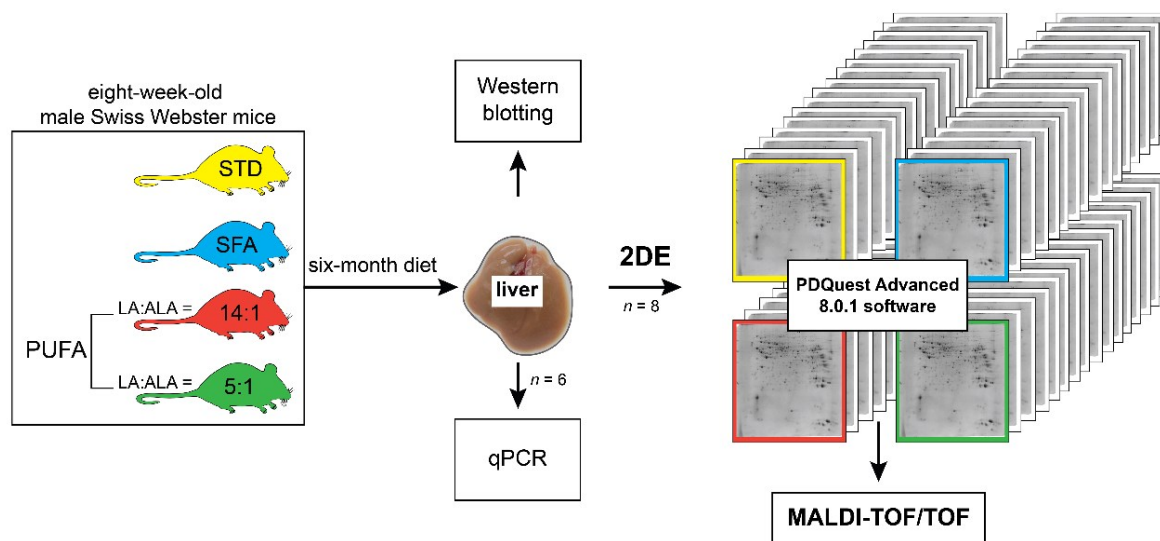 eight-week-old
male Swiss Webster mice
STD
SFA
LA:ALA = 14:1
PUFA
LA:ALA = 5:1
six-month diet
Western
blotting
liver
n = 6
qPCR
2DE
n = 8
PDQuest Advanced
8.0.1 software
MALDI-TOF/TOF